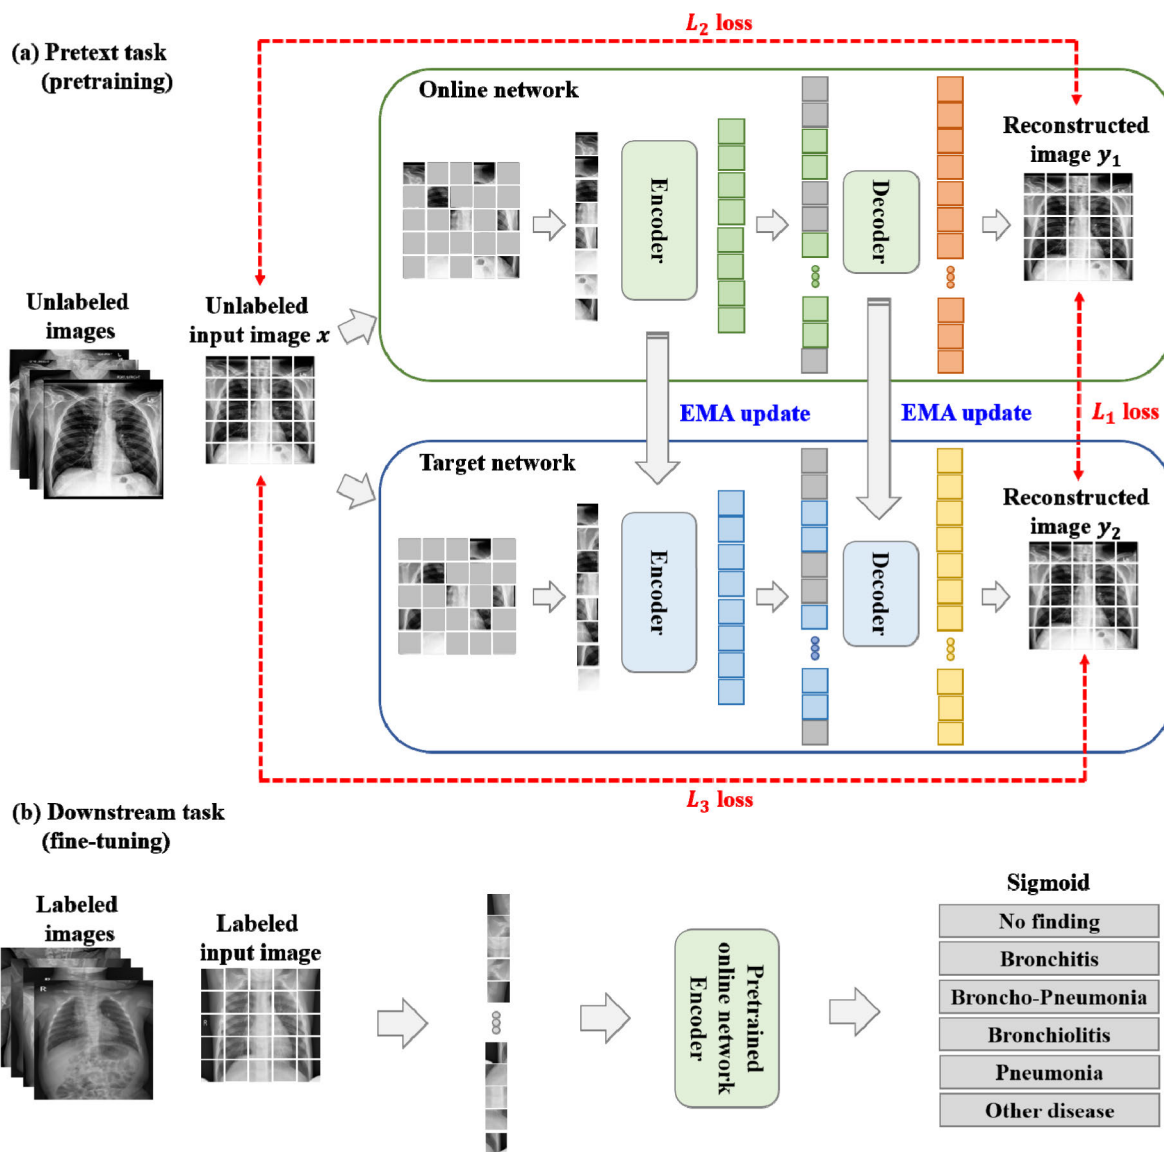 L₂ loss
(a) Pretext task
(pretraining)
Online network
Encoder
Decoder
Reconstructed
image y₁
Unlabeled
images
Unlabeled
input image x
EMA update
EMA update
L₁ loss
Target network
Encoder
Decoder
Reconstructed
image y₂
L₃ loss
(b) Downstream task
(fine-tuning)
Labeled
images
R
Labeled
input image
Pretrained
online network
Encoder
Sigmoid
No finding
Bronchitis
Broncho-Pneumonia
Bronchiolitis
Pneumonia
Other disease